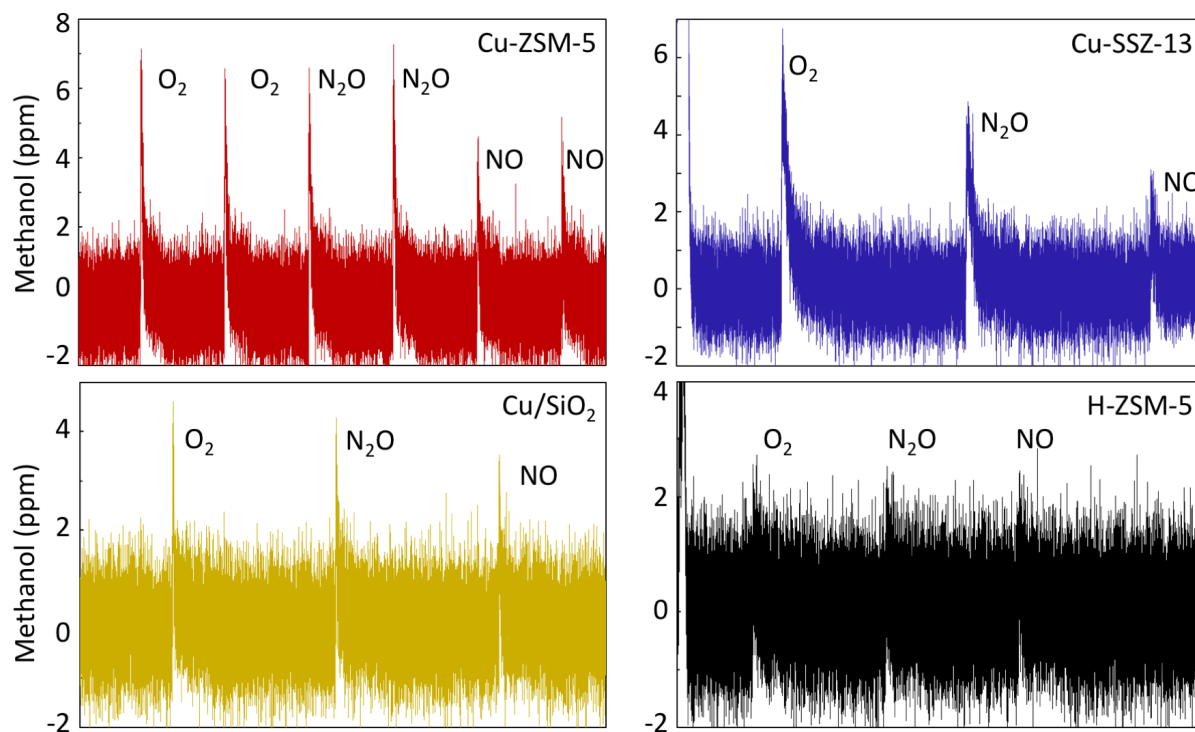 Cu-ZSM-5
O₂
O₂
N₂O
N₂O
NO
NO
Methanol (ppm)
8
6
4
2
0
-2
Cu-SSZ-13
O₂
N₂O
NO
6
4
2
0
-2
Cu/SiO₂
O₂
N₂O
NO
Methanol (ppm)
4
2
0
-2
H-ZSM-5
O₂
N₂O
NO
4
2
0
-2